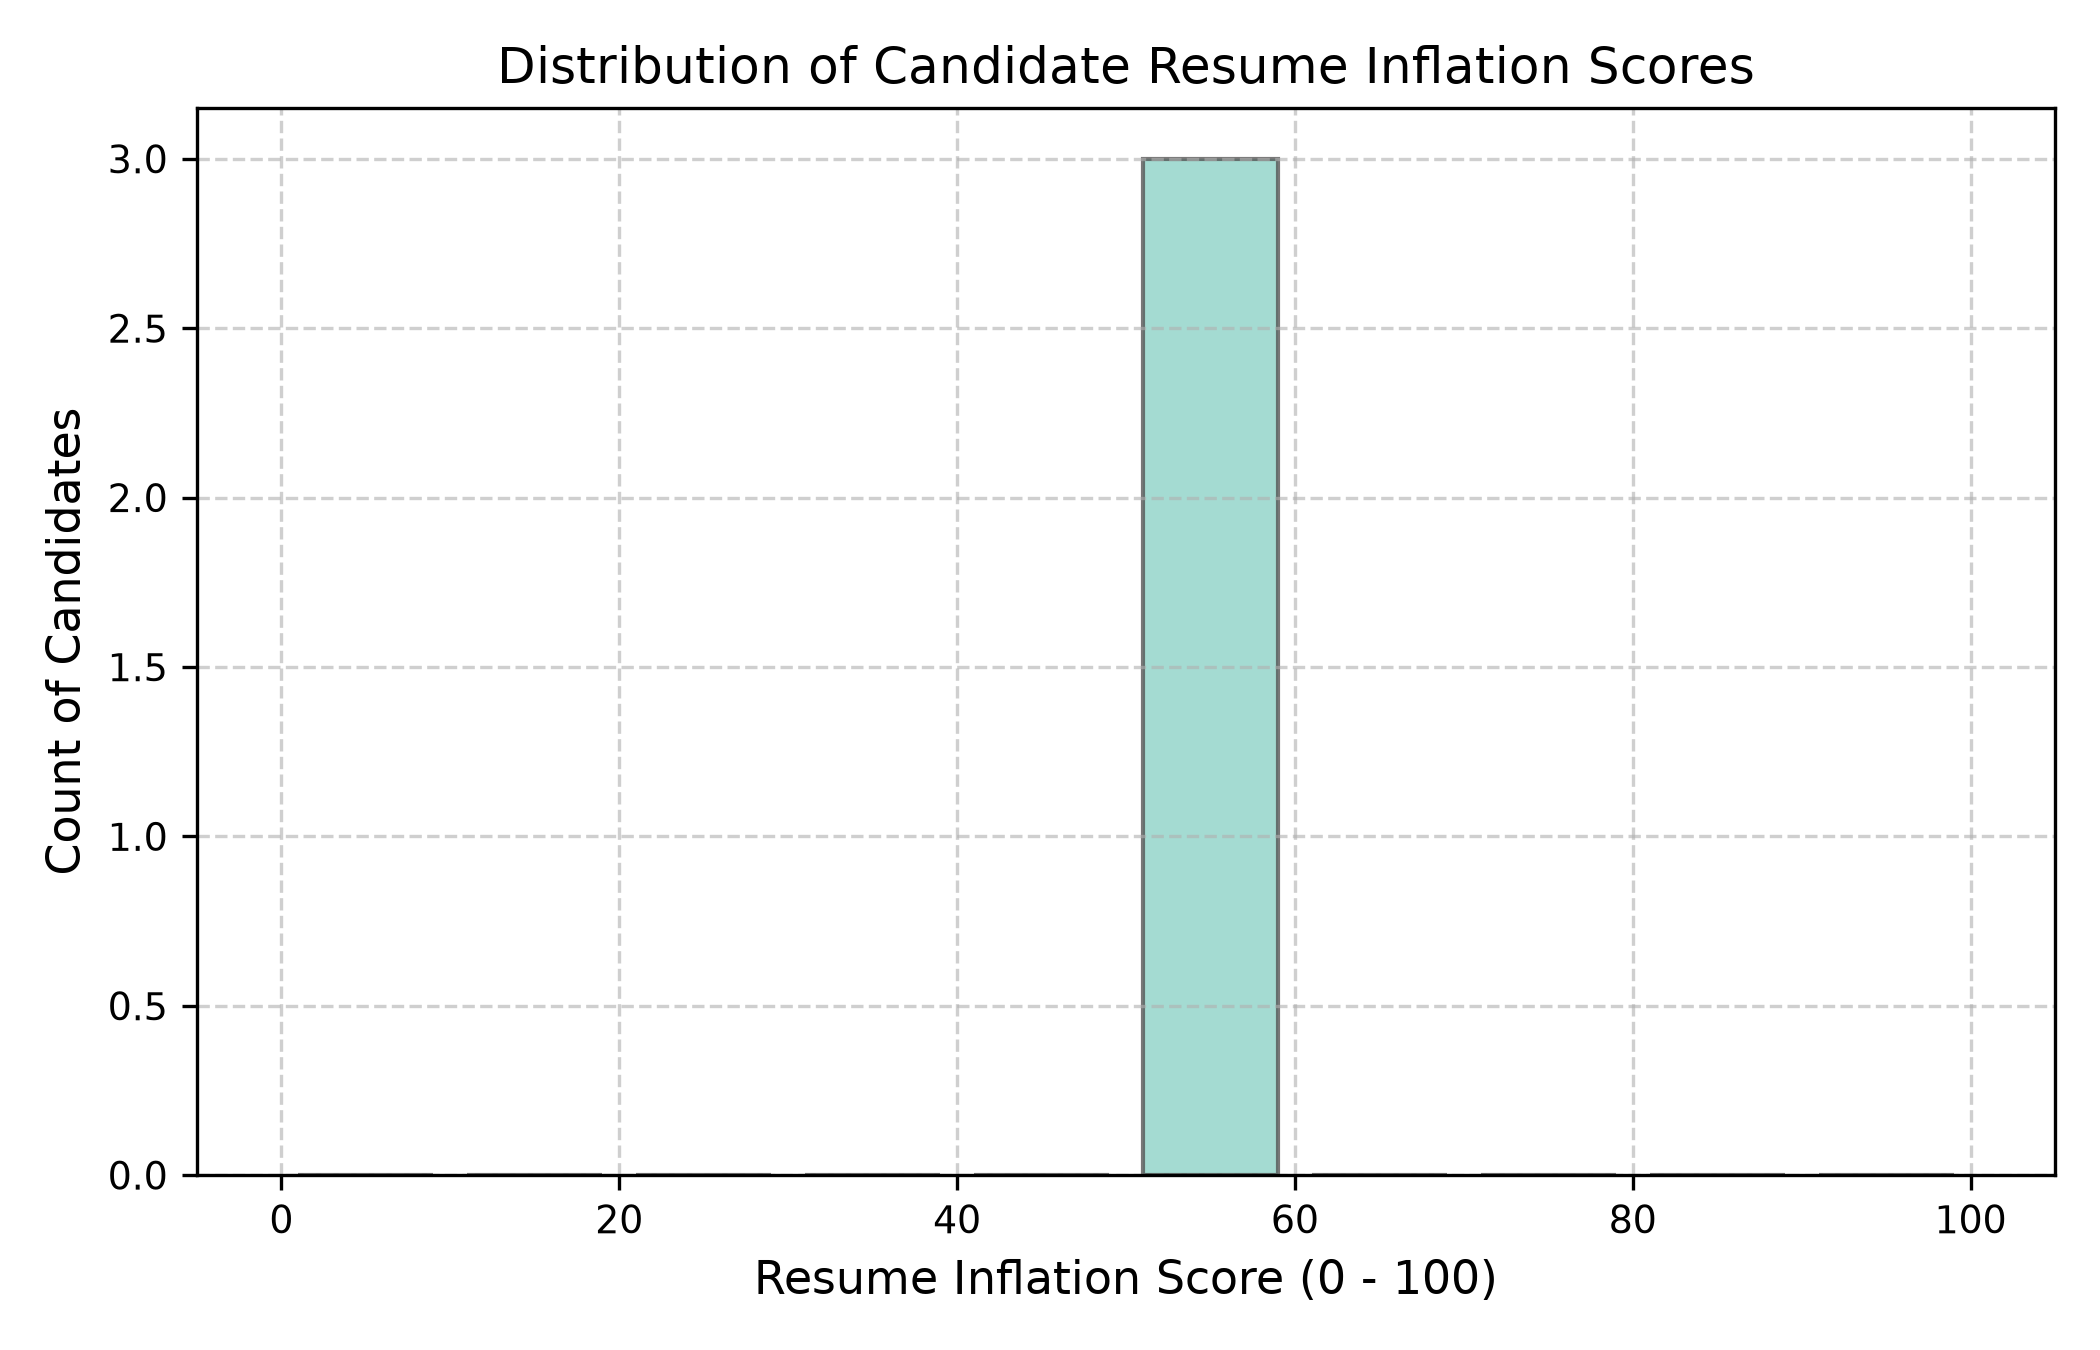 Distribution of Candidate Resume Inflation Scores
3.0
2.5
2.0
1.5
1.0
0.5
0.0
Count of Candidates
0 20 40 60 80 100
Resume Inflation Score (0 - 100)